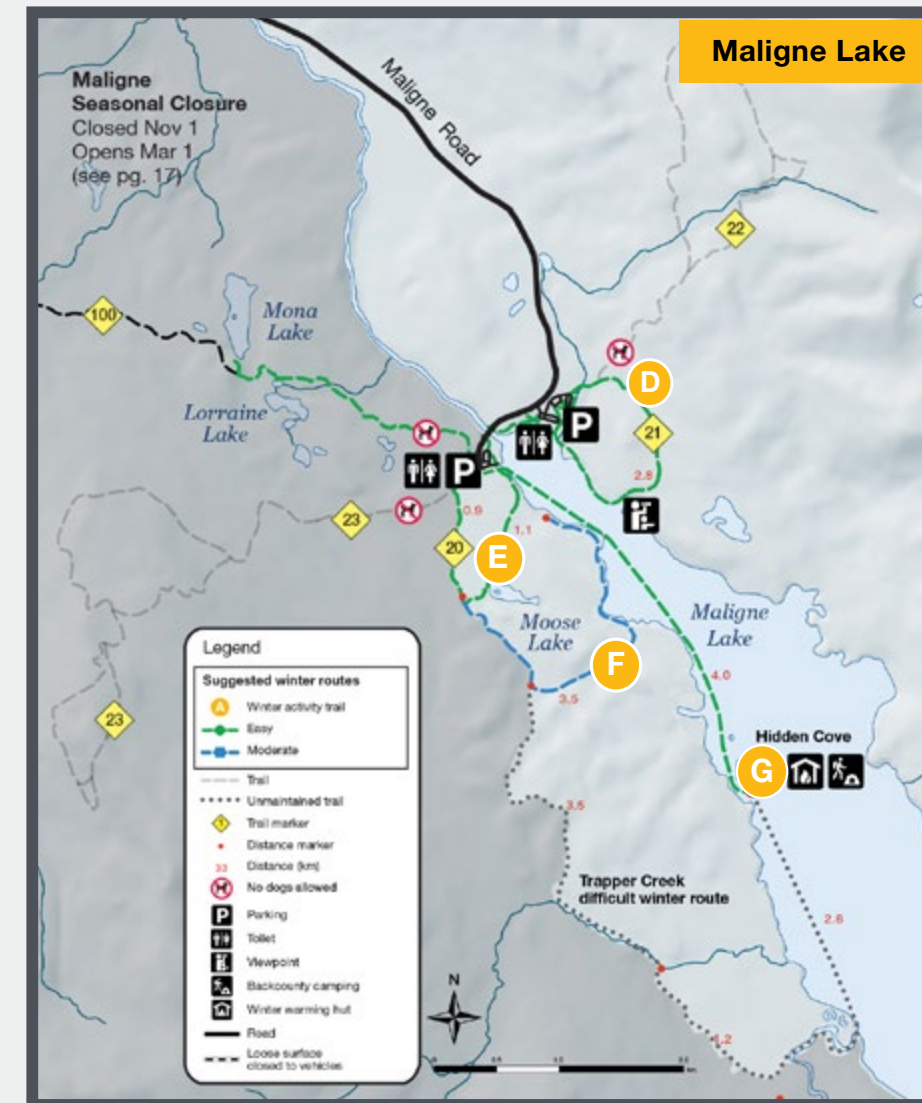 Maligne Lake
Maligne
Seasonal Closure
Closed Nov 1
Opens Mar 1
(see pg. 17)
Maligne Road
22
100
Mona
Lake
D
Lorraine
Lake
P
21
P
2.8
23
0.9
1.1
20
E
Moose
Lake
Maligne
Lake
F
3.5
4.0
23
Hidden Cove
G
3.5
Trapper Creek
difficult winter route
2.6
N
Legend
Suggested winter routes
A Winter activity trail
Easy
Moderate
Trail
Unmaintained trail
Trail marker
Distance marker
33 Distance (km)
No dogs allowed
P Parking
Toilet
Viewpoint
Backcounty camping
Winter warming hut
Road
Loose surface
closed to vehicles